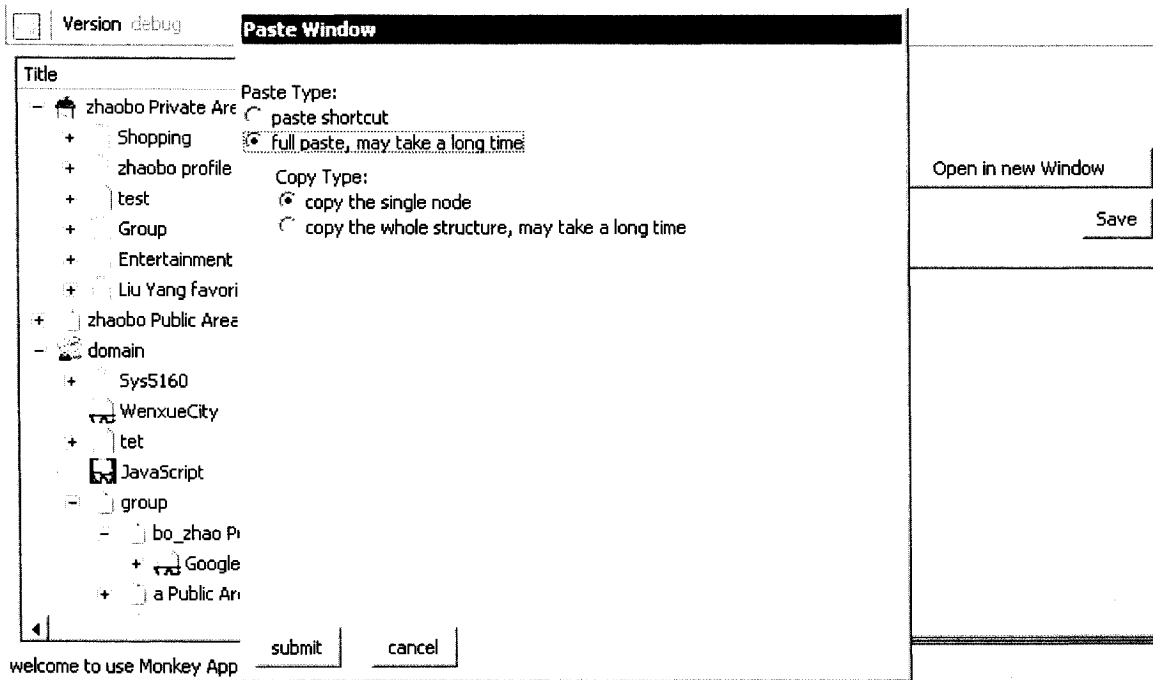 Version debug
Paste Window
Title
zhaobo Private Are
Shopping
zhaobo profile
test
Group
Entertainment
Liu Yang favori
zhaobo Public Area
domain
Sys5160
WenxueCity
tet
JavaScript
group
bo_zhao P
Google
a Public Ar
Paste Type:
paste shortcut
full paste, may take a long time
Copy Type:
copy the single node
copy the whole structure, may take a long time
submit cancel
Open in new Window
Save
welcome to use Monkey App